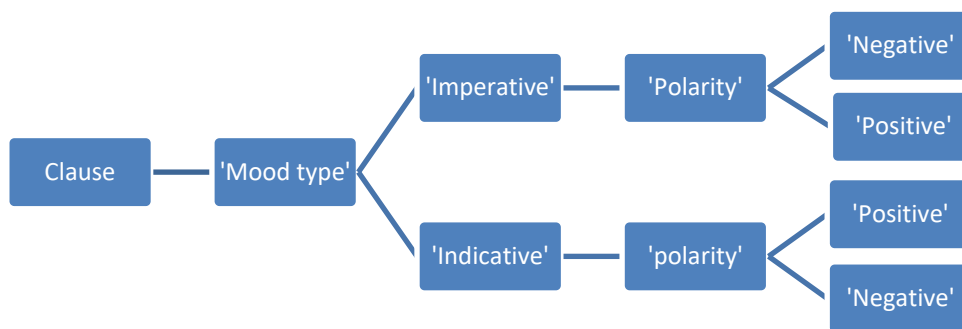 Clause
'Mood type'
'Imperative'
'Polarity'
'Negative'
'Positive'
'Indicative'
'polarity'
'Positive'
'Negative'